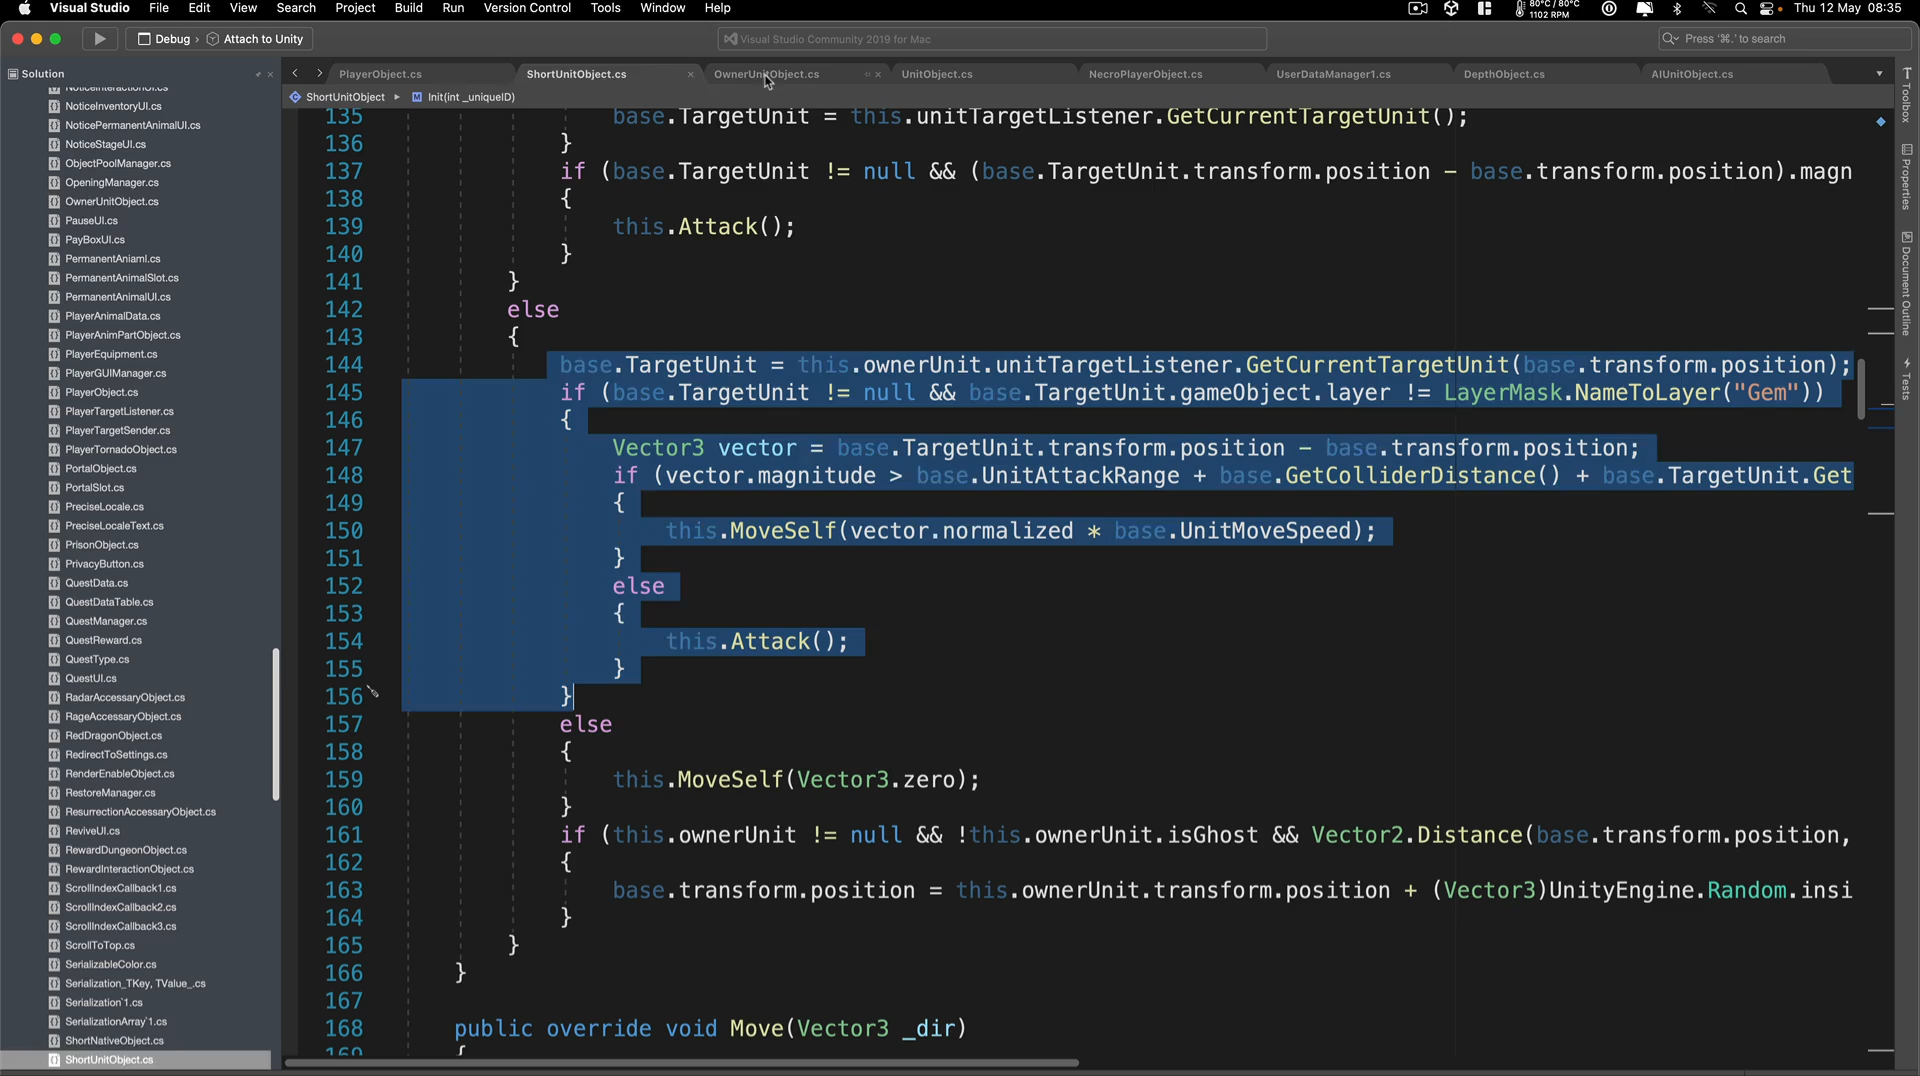 Visual Studio File Edit View Search Project Build Run Version Control Tools Window Help 80°C / 80°C 1102 RPM Thu 12 May 08:35
Debug › Attach to Unity Visual Studio Community 2019 for Mac Press '⌘.' to search
Solution
PlayerObject.cs ShortUnitObject.cs OwnerUnitObject.cs UnitObject.cs NecroPlayerObject.cs UserDataManager1.cs DepthObject.cs AIUnitObject.cs
ShortUnitObject Init(int _uniqueID)
Toolbox
Properties
Document Outline
Tests
NoticeInteractionUI.cs
NoticeInventoryUI.cs
NoticePermanentAnimalUI.cs
NoticeStageUI.cs
ObjectPoolManager.cs
OpeningManager.cs
OwnerUnitObject.cs
PauseUI.cs
PayBoxUI.cs
PermanentAniaml.cs
PermanentAnimalSlot.cs
PermanentAnimalUI.cs
PlayerAnimalData.cs
PlayerAnimPartObject.cs
PlayerEquipment.cs
PlayerGUIManager.cs
PlayerObject.cs
PlayerTargetListener.cs
PlayerTargetSender.cs
PlayerTornadoObject.cs
PortalObject.cs
PortalSlot.cs
PreciseLocale.cs
PreciseLocaleText.cs
PrisonObject.cs
PrivacyButton.cs
QuestData.cs
QuestDataTable.cs
QuestManager.cs
QuestReward.cs
QuestType.cs
QuestUI.cs
RadarAccessaryObject.cs
RageAccessaryObject.cs
RedDragonObject.cs
RedirectToSettings.cs
RenderEnableObject.cs
RestoreManager.cs
ResurrectionAccessaryObject.cs
ReviveUI.cs
RewardDungeonObject.cs
RewardInteractionObject.cs
ScrollIndexCallback1.cs
ScrollIndexCallback2.cs
ScrollIndexCallback3.cs
ScrollToTop.cs
SerializableColor.cs
Serialization_TKey, TValue_.cs
Serialization`1.cs
SerializationArray`1.cs
ShortNativeObject.cs
ShortUnitObject.cs
135 base.TargetUnit = this.unitTargetListener.GetCurrentTargetUnit();
136 }
137 if (base.TargetUnit != null && (base.TargetUnit.transform.position - base.transform.position).magn
138 {
139 this.Attack();
140 }
141 }
142 else
143 {
144 base.TargetUnit = this.ownerUnit.unitTargetListener.GetCurrentTargetUnit(base.transform.position);
145 if (base.TargetUnit != null && base.TargetUnit.gameObject.layer != LayerMask.NameToLayer("Gem"))
146 {
147 Vector3 vector = base.TargetUnit.transform.position - base.transform.position;
148 if (vector.magnitude > base.UnitAttackRange + base.GetColliderDistance() + base.TargetUnit.Get
149 {
150 this.MoveSelf(vector.normalized * base.UnitMoveSpeed);
151 }
152 else
153 {
154 this.Attack();
155 }
156 }
157 else
158 {
159 this.MoveSelf(Vector3.zero);
160 }
161 if (this.ownerUnit != null && !this.ownerUnit.isGhost && Vector2.Distance(base.transform.position,
162 {
163 base.transform.position = this.ownerUnit.transform.position + (Vector3)UnityEngine.Random.insi
164 }
165 }
166 }
167
168 public override void Move(Vector3 _dir)
169 {